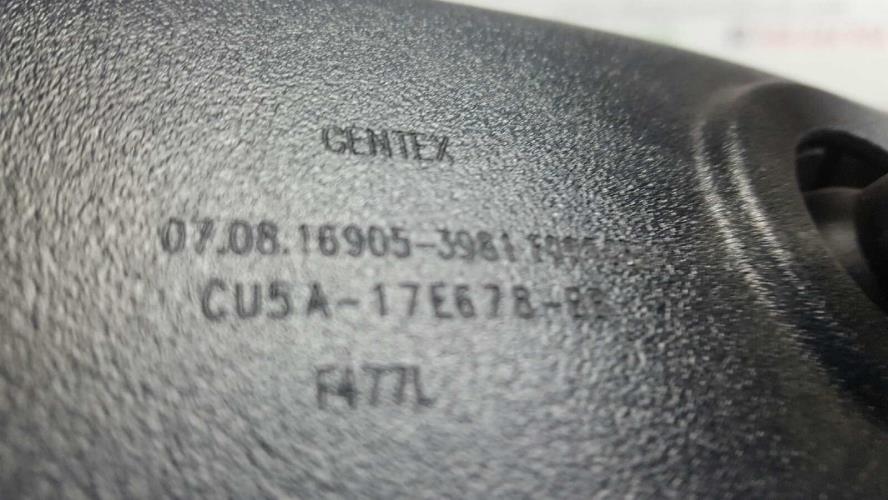 GENTEX
07.08.16905-3981
CU5A-17E678-
F477L